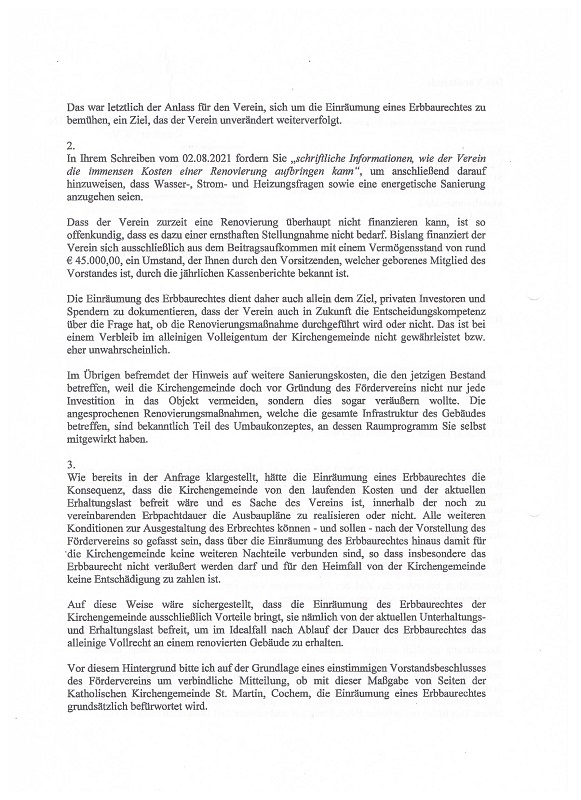 Das war letztlich der Anlass für den Verein, sich um die Einräumung eines Erbbaurechtes zu
bemühen, ein Ziel, das der Verein unverändert weiterverfolgt.
2.
In Ihrem Schreiben vom 02.08.2021 fordern Sie „schriftliche Informationen, wie der Verein
die immensen Kosten einer Renovierung aufbringen kann“, um anschließend darauf
hinzuweisen, dass Wasser-, Strom- und Heizungsfragen sowie eine energetische Sanierung
anzugehen seien.
Dass der Verein zurzeit eine Renovierung überhaupt nicht finanzieren kann, ist so
offenkundig, dass es dazu einer ernsthaften Stellungnahme nicht bedarf. Bislang finanziert der
Verein sich ausschließlich aus dem Beitragsaufkommen mit einem Vermögensstand von rund
€ 45.000,00, ein Umstand, der Ihnen durch den Vorsitzenden, welcher geborenes Mitglied des
Vorstandes ist, durch die jährlichen Kassenberichte bekannt ist.
Die Einräumung des Erbbaurechtes dient daher auch allein dem Ziel, privaten Investoren und
Spendern zu dokumentieren, dass der Verein auch in Zukunft die Entscheidungskompetenz
über die Frage hat, ob die Renovierungsmaßnahme durchgeführt wird oder nicht. Das ist bei
einem Verbleib im alleinigen Volleigentum der Kirchengemeinde nicht gewährleistet bzw.
eher unwahrscheinlich.
Im Übrigen befremdet der Hinweis auf weitere Sanierungskosten, die den jetzigen Bestand
betreffen, weil die Kirchengemeinde doch vor Gründung des Fördervereins nicht nur jede
Investition in das Objekt vermeiden, sondern dies sogar veräußern wollte. Die
angesprochenen Renovierungsmaßnahmen, welche die gesamte Infrastruktur des Gebäudes
betreffen, sind bekanntlich Teil des Umbaukonzeptes, an dessen Raumprogramm Sie selbst
mitgewirkt haben.
3.
Wie bereits in der Anfrage klargestellt, hätte die Einräumung eines Erbbaurechtes die
Konsequenz, dass die Kirchengemeinde von den laufenden Kosten und der aktuellen
Erhaltungslast befreit wäre und es Sache des Vereins ist, innerhalb der noch zu
vereinbarenden Erbpachtdauer die Ausbaupläne zu realisieren oder nicht. Alle weiteren
Konditionen zur Ausgestaltung des Erbrechtes können - und sollen - nach der Vorstellung des
Fördervereins so gefasst sein, dass über die Einräumung des Erbbaurechtes hinaus damit für
die Kirchengemeinde keine weiteren Nachteile verbunden sind, so dass insbesondere das
Erbbaurecht nicht veräußert werden darf und für den Heimfall von der Kirchengemeinde
keine Entschädigung zu zahlen ist.
Auf diese Weise wäre sichergestellt, dass die Einräumung des Erbbaurechtes der
Kirchengemeinde ausschließlich Vorteile bringt, sie nämlich von der aktuellen Unterhaltungs-
und Erhaltungslast befreit, um im Idealfall nach Ablauf der Dauer des Erbbaurechtes das
alleinige Vollrecht an einem renovierten Gebäude zu erhalten.
Vor diesem Hintergrund bitte ich auf der Grundlage eines einstimmigen Vorstandsbeschlusses
des Fördervereins um verbindliche Mitteilung, ob mit dieser Maßgabe von Seiten der
Katholischen Kirchengemeinde St. Martin, Cochem, die Einräumung eines Erbbaurechtes
grundsätzlich befürwortet wird.